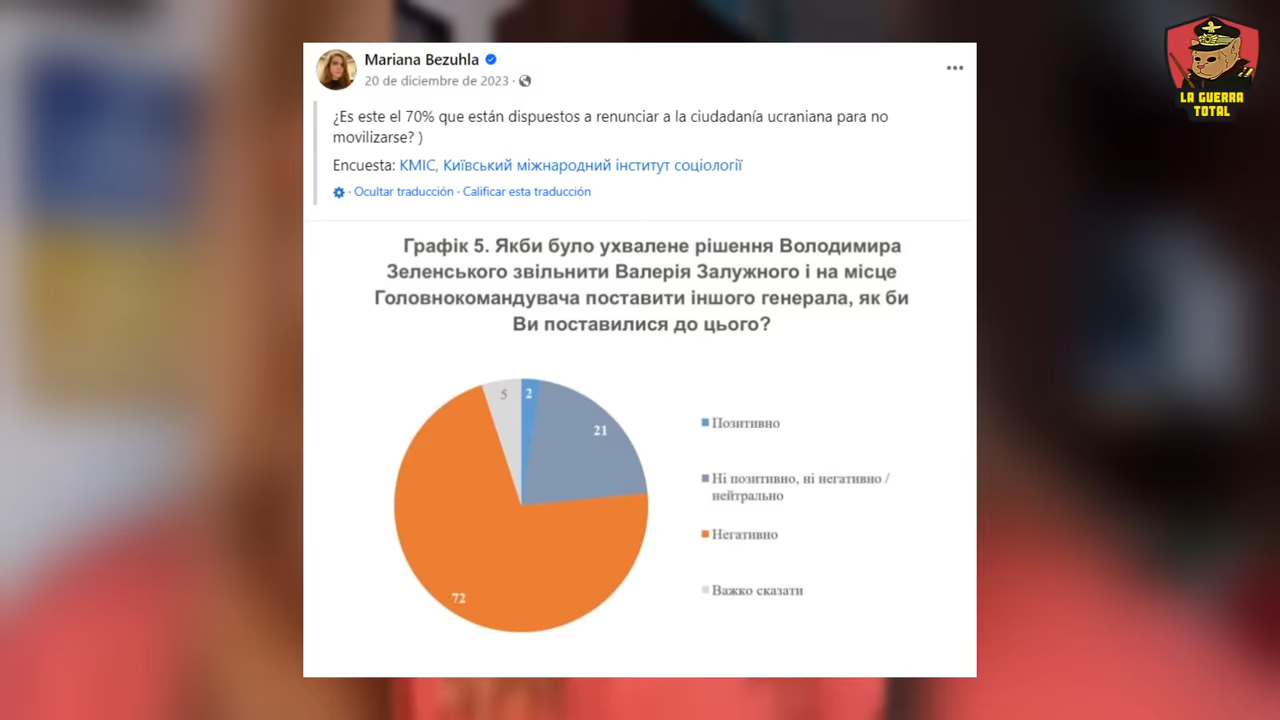 LA GUERRA
TOTAL
Mariana Bezuhla
20 de diciembre de 2023 ·
¿Es este el 70% que están dispuestos a renunciar a la ciudadanía ucraniana para no
movilizarse? )
Encuesta: КМІС, Київський міжнародний інститут соціології
· Ocultar traducción · Calificar esta traducción
Графік 5. Якби було ухвалене рішення Володимира
Зеленського звільнити Валерія Залужного і на місце
Головнокомандувача поставити іншого генерала, як би
Ви поставилися до цього?
5
2
21
72
Позитивно
Ні позитивно, ні негативно /
нейтрально
Негативно
Важко сказати